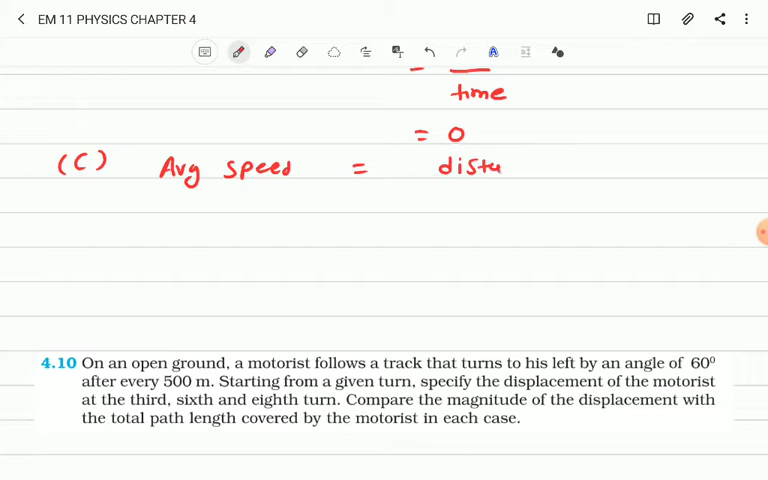 EM 11 PHYSICS CHAPTER 4
time
= 0
(C) Avg speed = dist
4.10 On an open ground, a motorist follows a track that turns to his left by an angle of 60⁰
after every 500 m. Starting from a given turn, specify the displacement of the motorist
at the third, sixth and eighth turn. Compare the magnitude of the displacement with
the total path length covered by the motorist in each case.